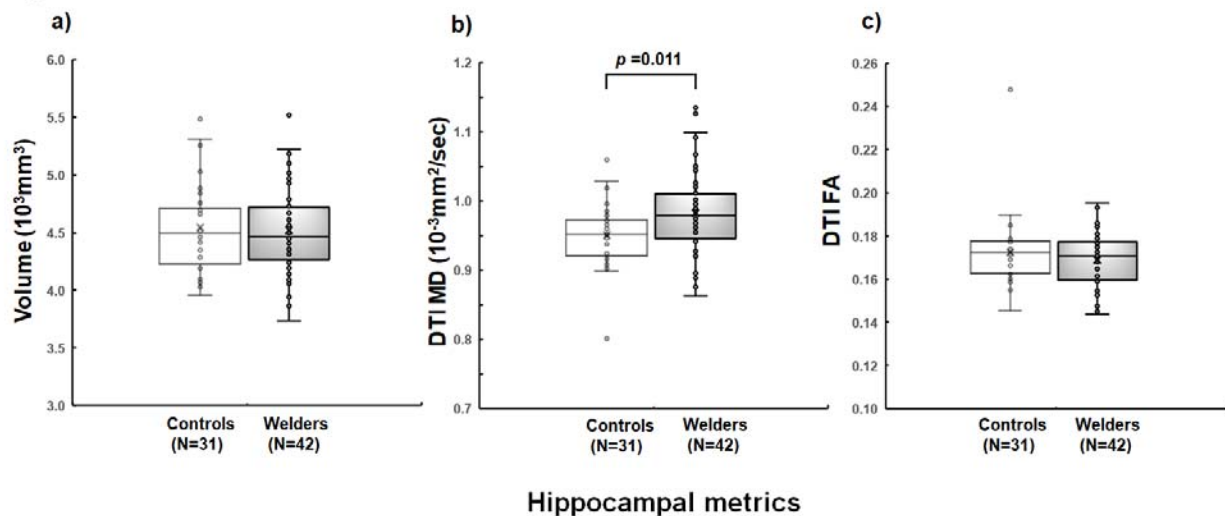 a)
Volume (10³mm³)
6.0
5.5
5.0
4.5
4.0
3.5
3.0
Controls
(N=31)
Welders
(N=42)
b)
p =0.011
DTI MD (10⁻³mm²/sec)
1.2
1.1
1.0
0.9
0.8
0.7
Controls
(N=31)
Welders
(N=42)
c)
DTI FA
0.26
0.24
0.22
0.20
0.18
0.16
0.14
0.12
0.10
Controls
(N=31)
Welders
(N=42)
Hippocampal metrics